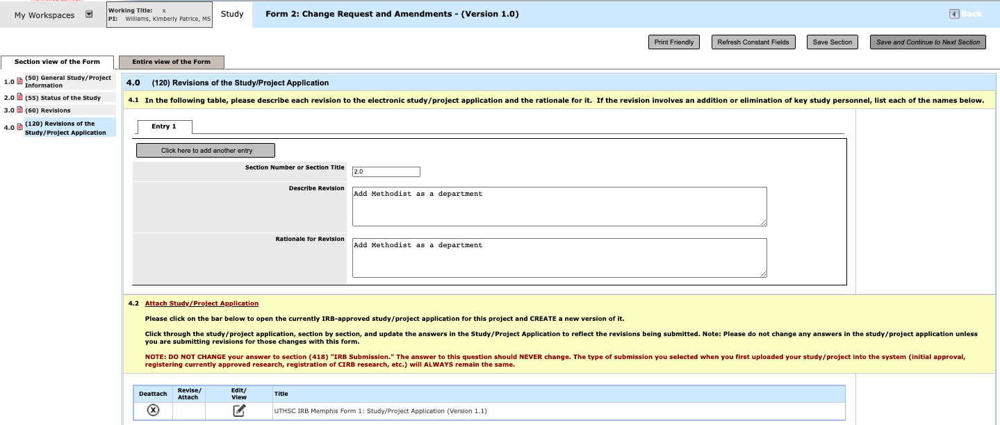 My Workspaces
Working Title: x
PI: Williams, Kimberly Patrice, MS
Study
Form 2: Change Request and Amendments - (Version 1.0)
Back
Print Friendly
Refresh Constant Fields
Save Section
Save and Continue to Next Section
Section view of the Form
Entire view of the Form
1.0 (50) General Study/Project
Information
2.0 (55) Status of the Study
3.0 (60) Revisions
4.0 (120) Revisions of the
Study/Project Application
4.0 (120) Revisions of the Study/Project Application
4.1 In the following table, please describe each revision to the electronic study/project application and the rationale for it. If the revision involves an addition or elimination of key study personnel, list each of the names below.
Entry 1
Click here to add another entry
Section Number or Section Title 2.0
Describe Revision
Add Methodist as a department
Rationale for Revision
Add Methodist as a department
4.2 Attach Study/Project Application
Please click on the bar below to open the currently IRB-approved study/project application for this project and CREATE a new version of it.
Click through the study/project application, section by section, and update the answers in the Study/Project Application to reflect the revisions being submitted. Note: Please do not change any answers in the study/project application unless
you are submitting revisions for those changes with this form.
NOTE: DO NOT CHANGE your answer to section (418) "IRB Submission." The answer to this question should NEVER change. The type of submission you selected when you first uploaded your study/project into the system (initial approval,
registering currently approved research, registration of CIRB research, etc.) will ALWAYS remain the same.
Deattach
Revise/
Attach
Edit/
View
Title
UTHSC IRB Memphis Form 1: Study/Project Application (Version 1.1)